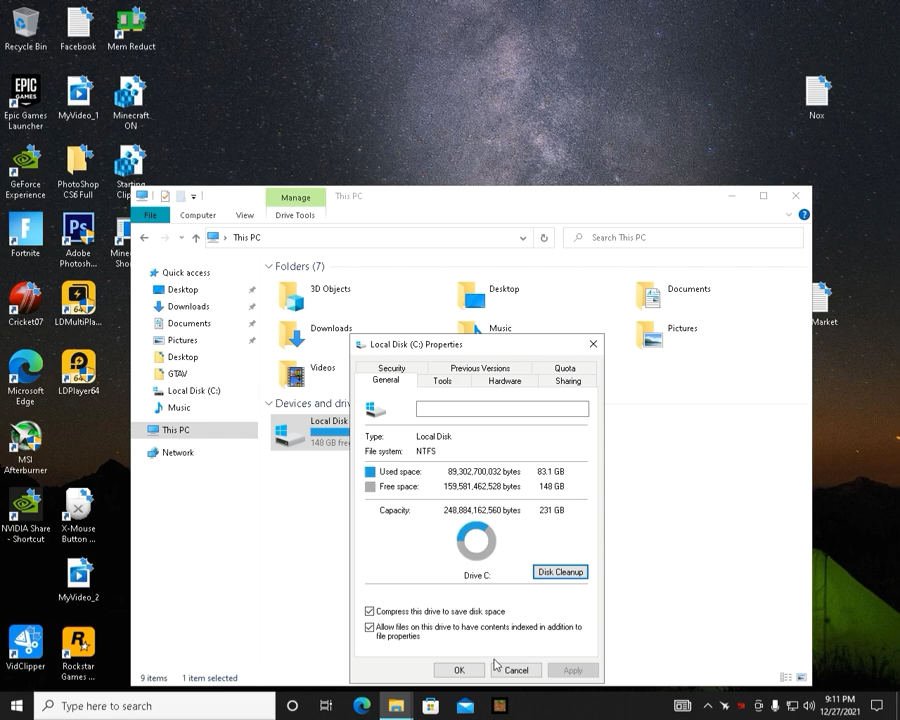 Recycle Bin
Facebook
Mem Reduct
EPIC
GAMES
Epic Games
Launcher
MyVideo_1
Minecraft
ON
Nox
GeForce
Experience
PhotoShop
CS6 Full
Starting
Fortnite
Ps
Adobe
Photosh...
Cricket07
64
LDMultiPla...
Microsoft
Edge
64
LDPlayer64
MSI
Afterburner
NVIDIA Share
- Shortcut
X-Mouse
Button ...
MyVideo_2
VidClipper
Rockstar
Games ...
Market
Manage
This PC
File
Computer
View
Drive Tools
This PC
Search This PC
Quick access
Desktop
Downloads
Documents
Pictures
Desktop
GTAV
Local Disk (C:)
Music
This PC
Network
Folders (7)
3D Objects
Desktop
Documents
Downloads
Music
Pictures
Videos
Devices and
Local Disk
148 GB
9 items
1 item selected
Local Disk (C:) Properties
Security
Previous Versions
Quota
General
Tools
Hardware
Sharing
Type:
Local Disk
File system:
NTFS
Used space:
89,302,700,032 bytes
83.1 GB
Free space:
159,581,462,528 bytes
148 GB
Capacity:
248,884,162,560 bytes
231 GB
Drive C:
Disk Cleanup
Compress this drive to save disk space
Allow files on this drive to have contents indexed in addition to
file properties
OK
Cancel
Apply
Type here to search
9:11 PM
12/27/2021